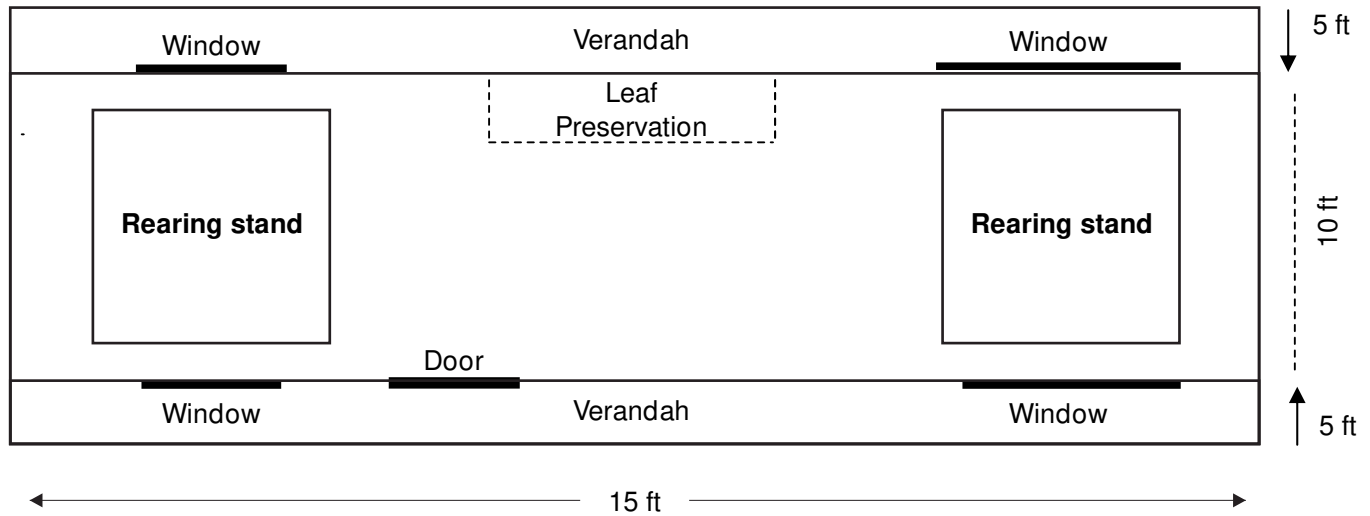 5 ft
Window Verandah Window
Leaf
Preservation
Rearing stand Rearing stand
10 ft
Door
Window Verandah Window
5 ft
15 ft